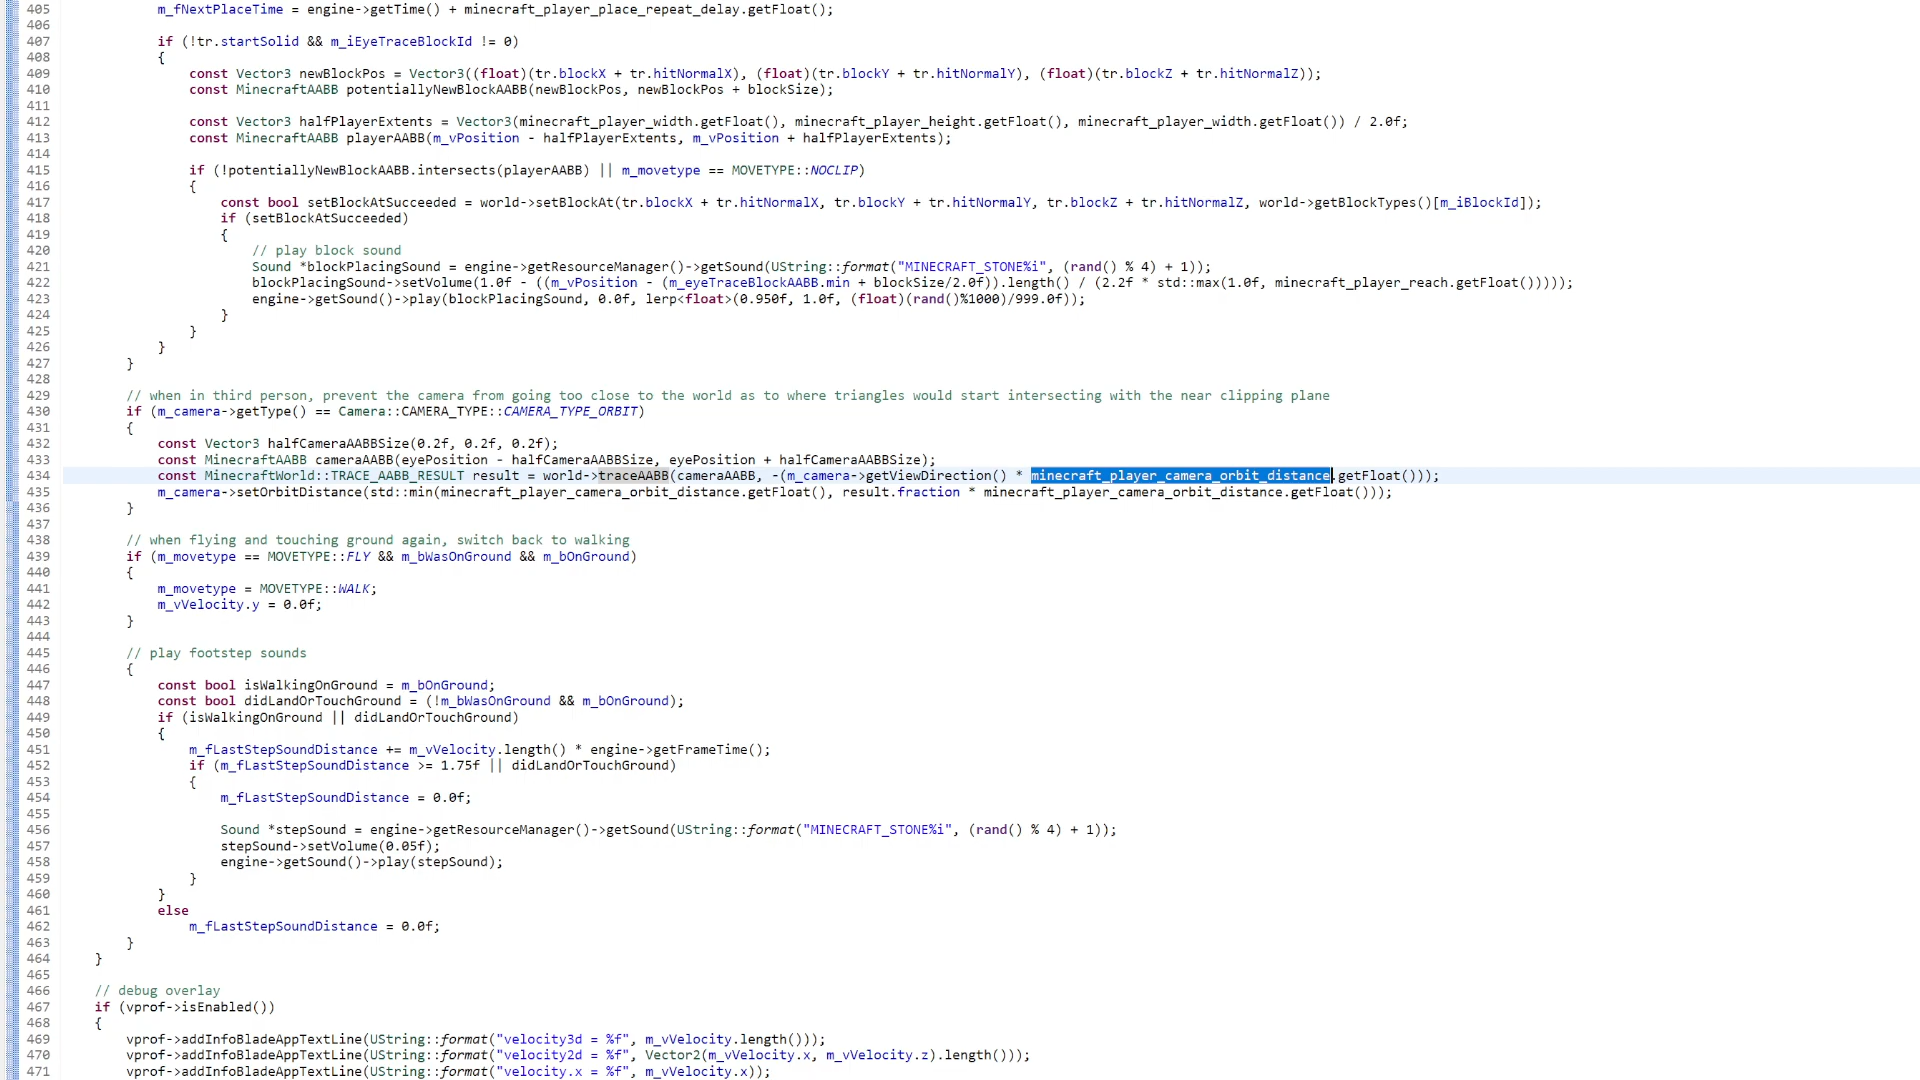 405 m_fNextPlaceTime = engine->getTime() + minecraft_player_place_repeat_delay.getFloat();
406
407 if (!tr.startSolid && m_iEyeTraceBlockId != 0)
408 {
409 const Vector3 newBlockPos = Vector3((float)(tr.blockX + tr.hitNormalX), (float)(tr.blockY + tr.hitNormalY), (float)(tr.blockZ + tr.hitNormalZ));
410 const MinecraftAABB potentiallyNewBlockAABB(newBlockPos, newBlockPos + blockSize);
411
412 const Vector3 halfPlayerExtents = Vector3(minecraft_player_width.getFloat(), minecraft_player_height.getFloat(), minecraft_player_width.getFloat()) / 2.0f;
413 const MinecraftAABB playerAABB(m_vPosition - halfPlayerExtents, m_vPosition + halfPlayerExtents);
414
415 if (!potentiallyNewBlockAABB.intersects(playerAABB) || m_movetype == MOVETYPE::NOCLIP)
416 {
417 const bool setBlockAtSucceeded = world->setBlockAt(tr.blockX + tr.hitNormalX, tr.blockY + tr.hitNormalY, tr.blockZ + tr.hitNormalZ, world->getBlockTypes()[m_iBlockId]);
418 if (setBlockAtSucceeded)
419 {
420 // play block sound
421 Sound *blockPlacingSound = engine->getResourceManager()->getSound(UString::format("MINECRAFT_STONE%i", (rand() % 4) + 1));
422 blockPlacingSound->setVolume(1.0f - ((m_vPosition - (m_eyeTraceBlockAABB.min + blockSize/2.0f)).length() / (2.2f * std::max(1.0f, minecraft_player_reach.getFloat()))));
423 engine->getSound()->play(blockPlacingSound, 0.0f, lerp<float>(0.950f, 1.0f, (float)(rand()%1000)/999.0f));
424 }
425 }
426 }
427 }
428
429 // when in third person, prevent the camera from going too close to the world as to where triangles would start intersecting with the near clipping plane
430 if (m_camera->getType() == Camera::CAMERA_TYPE::CAMERA_TYPE_ORBIT)
431 {
432 const Vector3 halfCameraAABBSize(0.2f, 0.2f, 0.2f);
433 const MinecraftAABB cameraAABB(eyePosition - halfCameraAABBSize, eyePosition + halfCameraAABBSize);
434 const MinecraftWorld::TRACE_AABB_RESULT result = world->traceAABB(cameraAABB, -(m_camera->getViewDirection() * minecraft_player_camera_orbit_distance.getFloat()));
435 m_camera->setOrbitDistance(std::min(minecraft_player_camera_orbit_distance.getFloat(), result.fraction * minecraft_player_camera_orbit_distance.getFloat()));
436 }
437
438 // when flying and touching ground again, switch back to walking
439 if (m_movetype == MOVETYPE::FLY && m_bWasOnGround && m_bOnGround)
440 {
441 m_movetype = MOVETYPE::WALK;
442 m_vVelocity.y = 0.0f;
443 }
444
445 // play footstep sounds
446 {
447 const bool isWalkingOnGround = m_bOnGround;
448 const bool didLandOrTouchGround = (!m_bWasOnGround && m_bOnGround);
449 if (isWalkingOnGround || didLandOrTouchGround)
450 {
451 m_fLastStepSoundDistance += m_vVelocity.length() * engine->getFrameTime();
452 if (m_fLastStepSoundDistance >= 1.75f || didLandOrTouchGround)
453 {
454 m_fLastStepSoundDistance = 0.0f;
455
456 Sound *stepSound = engine->getResourceManager()->getSound(UString::format("MINECRAFT_STONE%i", (rand() % 4) + 1));
457 stepSound->setVolume(0.05f);
458 engine->getSound()->play(stepSound);
459 }
460 }
461 else
462 m_fLastStepSoundDistance = 0.0f;
463 }
464 }
465
466 // debug overlay
467 if (vprof->isEnabled())
468 {
469 vprof->addInfoBladeAppTextLine(UString::format("velocity3d = %f", m_vVelocity.length()));
470 vprof->addInfoBladeAppTextLine(UString::format("velocity2d = %f", Vector2(m_vVelocity.x, m_vVelocity.z).length()));
471 vprof->addInfoBladeAppTextLine(UString::format("velocity.x = %f", m_vVelocity.x));